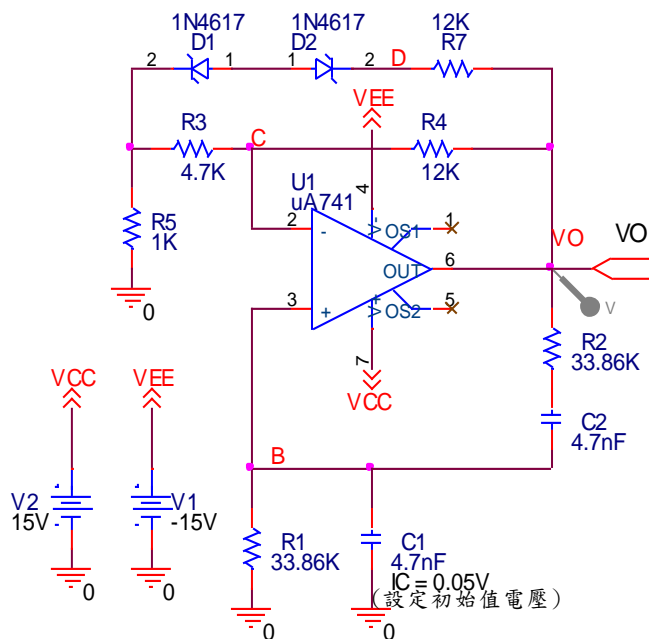 1N4617
D1
1N4617
D2
12K
R7
2
1
1
2
D
VEE
R3
4.7K
C
R4
12K
U1
uA741
4
V-
OS1
1
2
-
R5
1K
VO
VO
OUT
6
3
+
V+
OS2
5
V
0
7
VCC
R2
33.86K
C2
4.7nF
VCC
VEE
B
V2
15V
V1
-15V
R1
33.86K
C1
4.7nF
IC = 0.05V
(設定初始值電壓)
0
0
0
0